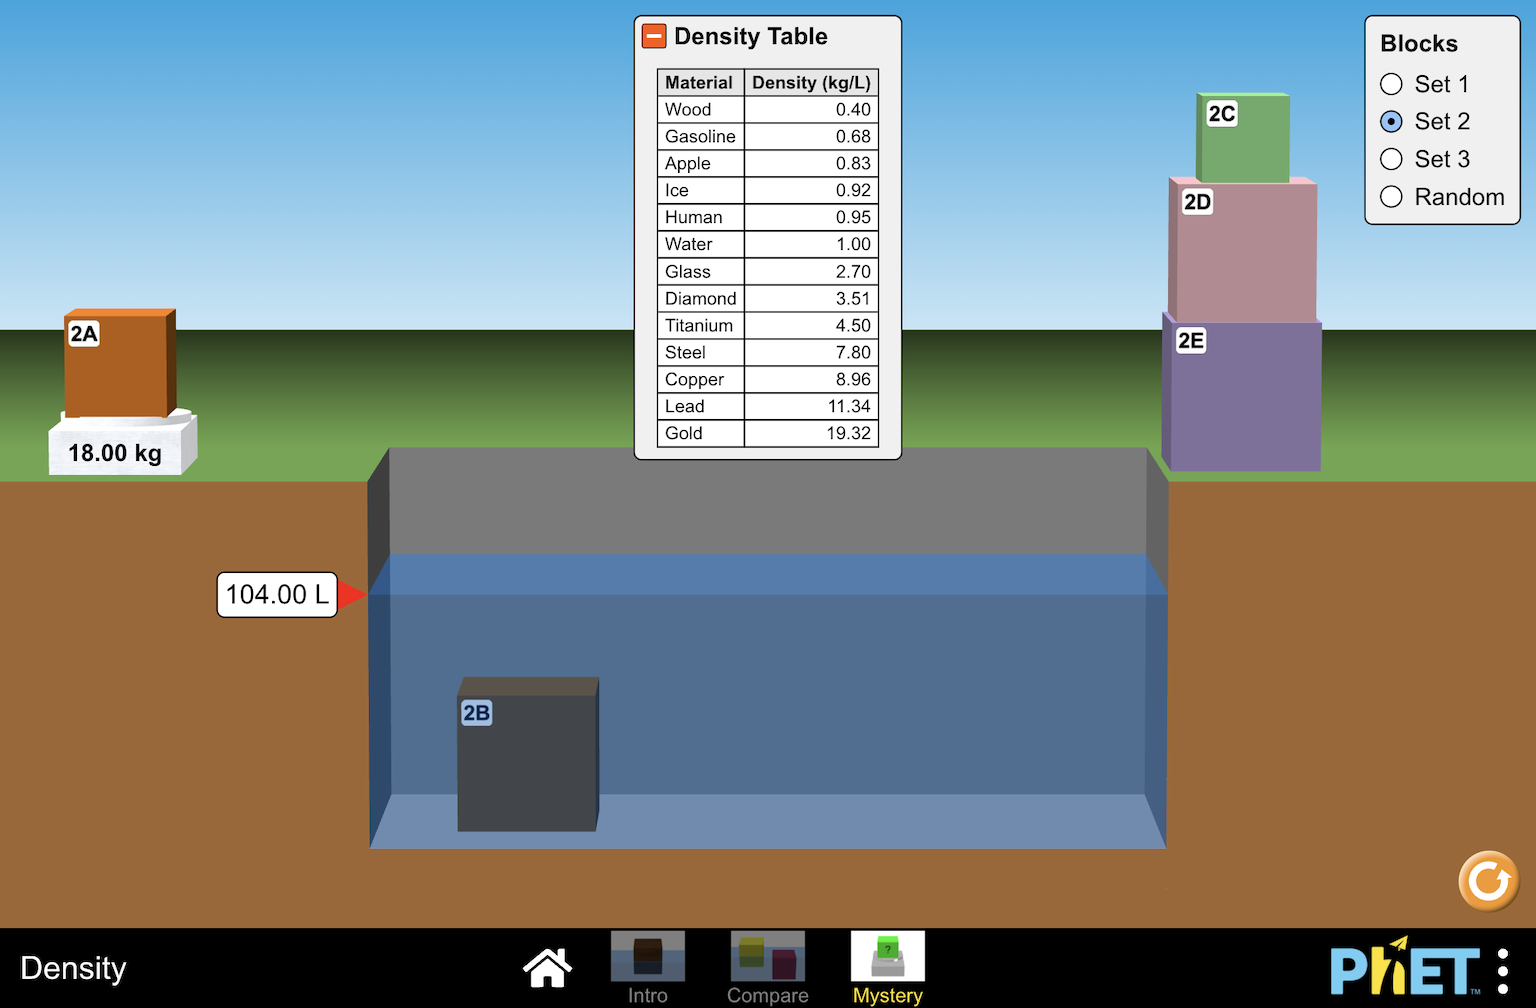 Density Table
Material Density (kg/L)
Wood 0.40
Gasoline 0.68
Apple 0.83
Ice 0.92
Human 0.95
Water 1.00
Glass 2.70
Diamond 3.51
Titanium 4.50
Steel 7.80
Copper 8.96
Lead 11.34
Gold 19.32
Blocks
Set 1
Set 2
Set 3
Random
2C
2D
2E
2A
18.00 kg
104.00 L
2B
Density
?
Intro
Compare
Mystery
PhET™